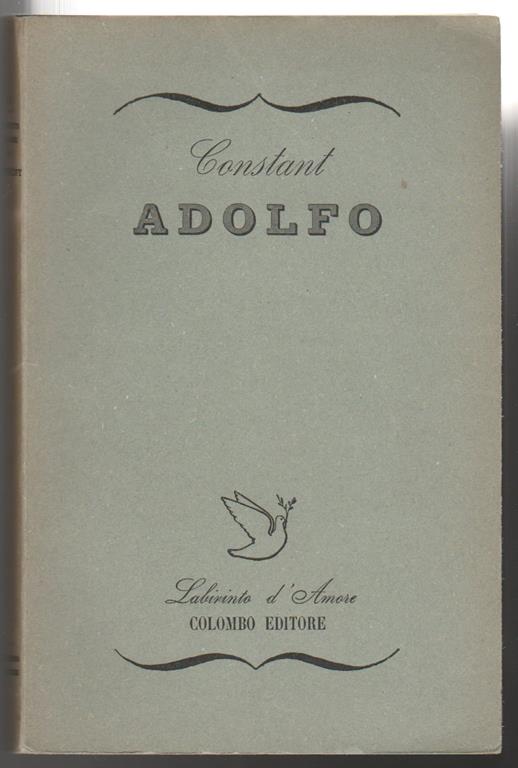 Constant
ADOLFO
Labirinto d'Amore
COLOMBO EDITORE